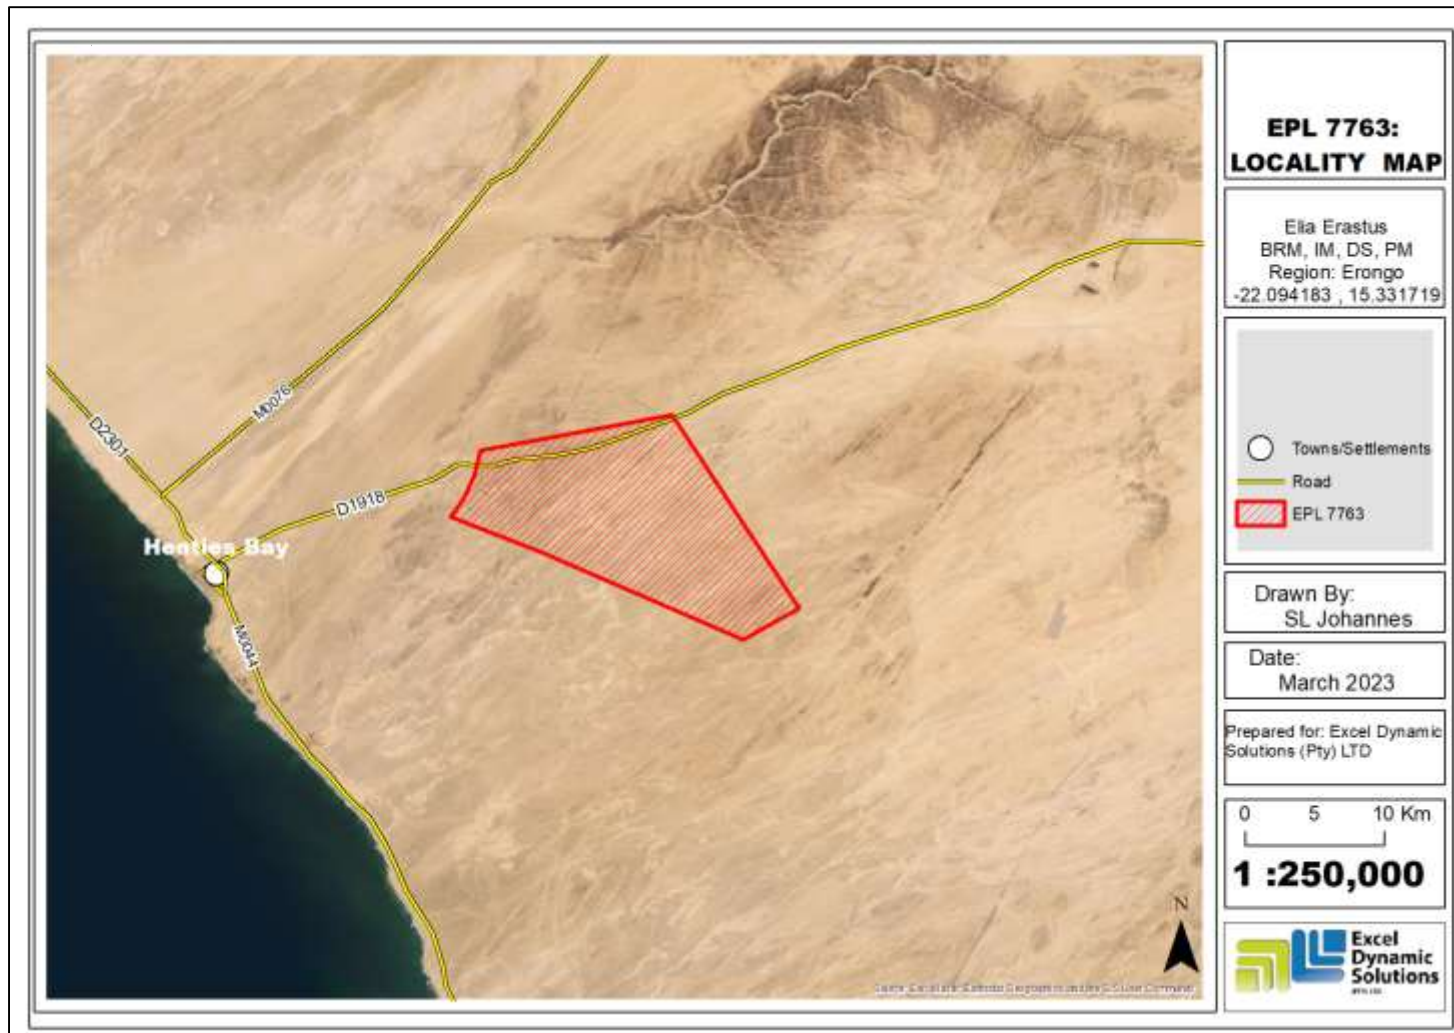 EPL 7763:
LOCALITY MAP
Elia Erastus
BRM, IM, DS, PM
Region: Erongo
-22.094183 , 15.331719
Towns/Settlements
Road
EPL 7763
Drawn By:
SL Johannes
Date:
March 2023
Prepared for: Excel Dynamic
Solutions (Pty) LTD
0 5 10 Km
1 :250,000
Excel
Dynamic
Solutions
M0076
D2301
D1918
Henties Bay
M0044
N